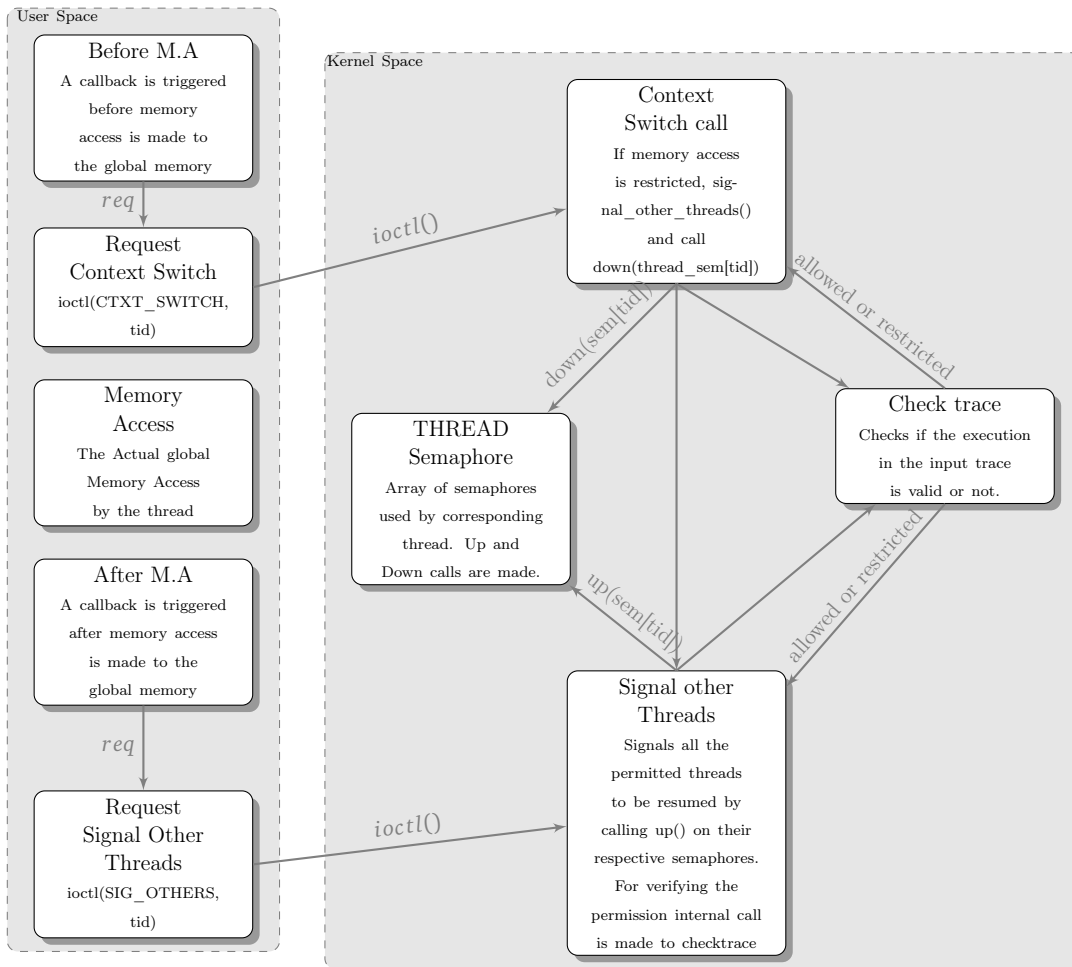 User Space
Before M.A
A callback is triggered
before memory
access is made to
the global memory
req
Request
Context Switch
ioctl(CTXT_SWITCH,
tid)
Memory
Access
The Actual global
Memory Access
by the thread
After M.A
A callback is triggered
after memory access
is made to the
global memory
req
Request
Signal Other
Threads
ioctl(SIG_OTHERS,
tid)
ioctl()
ioctl()
Kernel Space
Context
Switch call
If memory access
is restricted, sig-
nal_other_threads()
and call
down(thread_sem[tid])
down(sem[tid])
allowed or restricted
THREAD
Semaphore
Array of semaphores
used by corresponding
thread. Up and
Down calls are made.
Check trace
Checks if the execution
in the input trace
is valid or not.
up(sem[tid])
allowed or restricted
Signal other
Threads
Signals all the
permitted threads
to be resumed by
calling up() on their
respective semaphores.
For verifying the
permission internal call
is made to checktrace